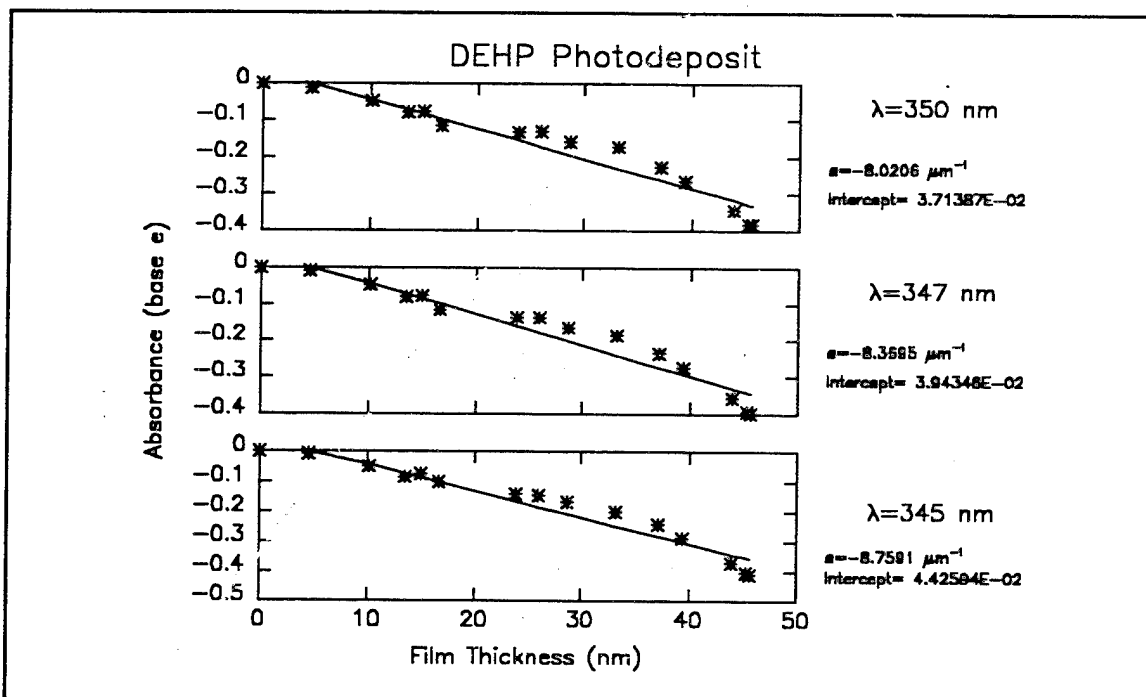 DEHP Photodeposit
Absorbance (base e)
0
-0.1
-0.2
-0.3
-0.4
λ=350 nm
a=-8.0206 μm⁻¹
Intercept= 3.71387E-02
0
-0.1
-0.2
-0.3
-0.4
λ=347 nm
a=-8.3695 μm⁻¹
Intercept= 3.94346E-02
0
-0.1
-0.2
-0.3
-0.4
-0.5
λ=345 nm
a=-8.7591 μm⁻¹
Intercept= 4.42594E-02
0 10 20 30 40 50
Film Thickness (nm)